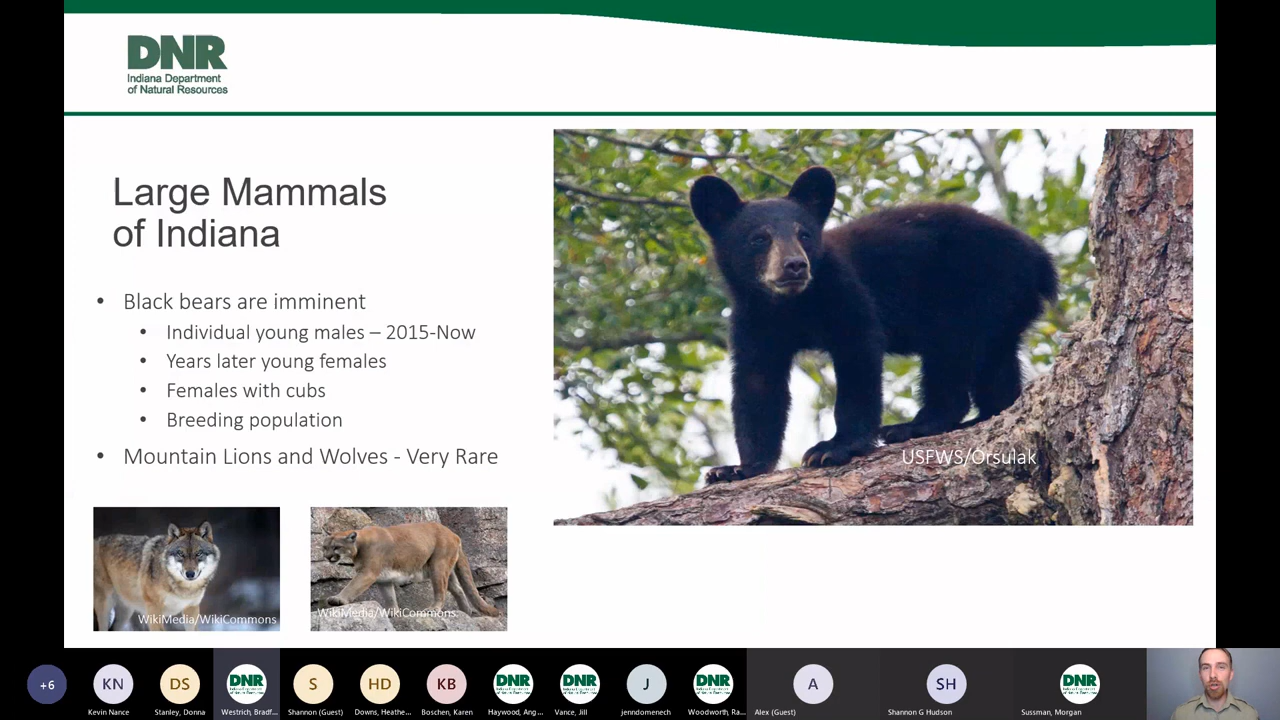 DNR
Indiana Department
of Natural Resources
Large Mammals
of Indiana
• Black bears are imminent
• Individual young males – 2015-Now
• Years later young females
• Females with cubs
• Breeding population
• Mountain Lions and Wolves - Very Rare
USFWS/Orsulak
WikiMedia/WikiCommons
WikiMedia/WikiCommons
+6
KN
DS
S
HD
KB
DNR
DNR
J
DNR
A
SH
DNR
Kevin Nance
Stanley, Donna
Westrich, Bradf...
Shannon (Guest)
Downs, Heathe...
Boschen, Karen
Haywood, Ang...
Vance, Jill
jenndomenech
Woodworth, Ra...
Alex (Guest)
Shannon G Hudson
Sussman, Morgan